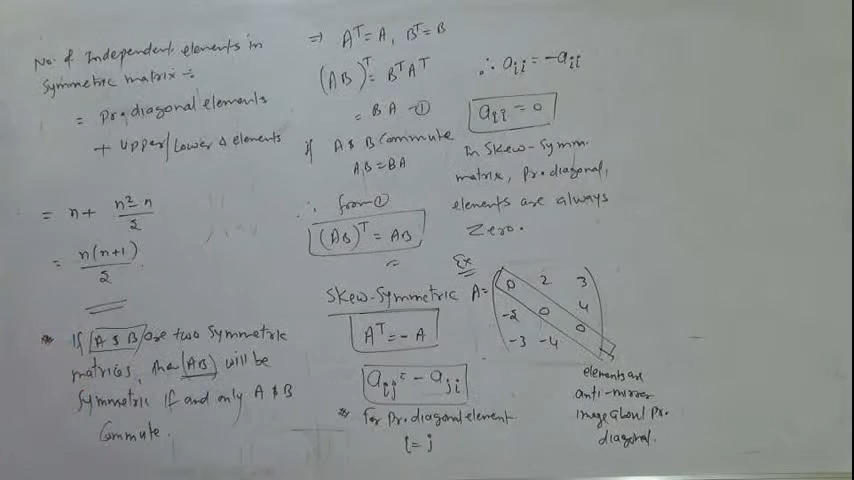 No. of Independent elements in
Symmetric matrix ÷
= Pr. diagonal elements
+ Upper/Lower Δ elements
= n + (n² - n)/2
= n(n+1)/2
* If A & B are two Symmetric
matrices, then (AB) will be
Symmetric if and only A & B
Commute.
⇒ Aᵀ = A, Bᵀ = B
(AB)ᵀ = BᵀAᵀ
= BA - ①
if A & B Commute
AB = BA
∴ from ①
(AB)ᵀ = AB
Skew-Symmetric
Aᵀ = - A
aᵢⱼ = - aⱼᵢ
* For Pr. diagonal element
i = j
∴ aᵢᵢ = -aᵢᵢ
aᵢᵢ = 0
In Skew-Symm.
matrix, Pr. diagonal,
elements are always
Zero.
Ex
A = ( 0 2 3
-2 0 4
-3 -4 0 )
elements are
anti-mirror
image about Pr.
diagonal.